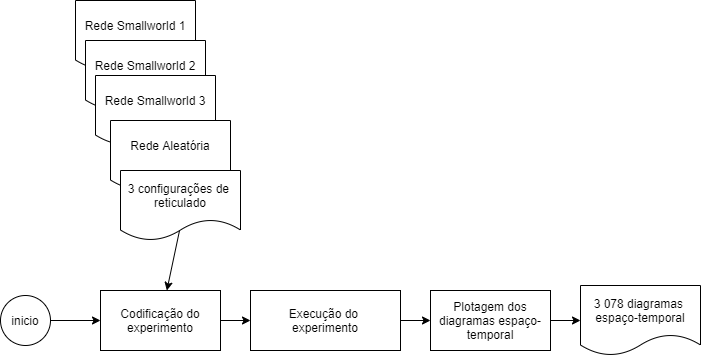 Rede Smallworld 1
Rede Smallworld 2
Rede Smallworld 3
Rede Aleatória
3 configurações de
reticulado
inicio
Codificação do
experimento
Execução do
experimento
Plotagem dos
diagramas espaço-
temporal
3 078 diagramas
espaço-temporal